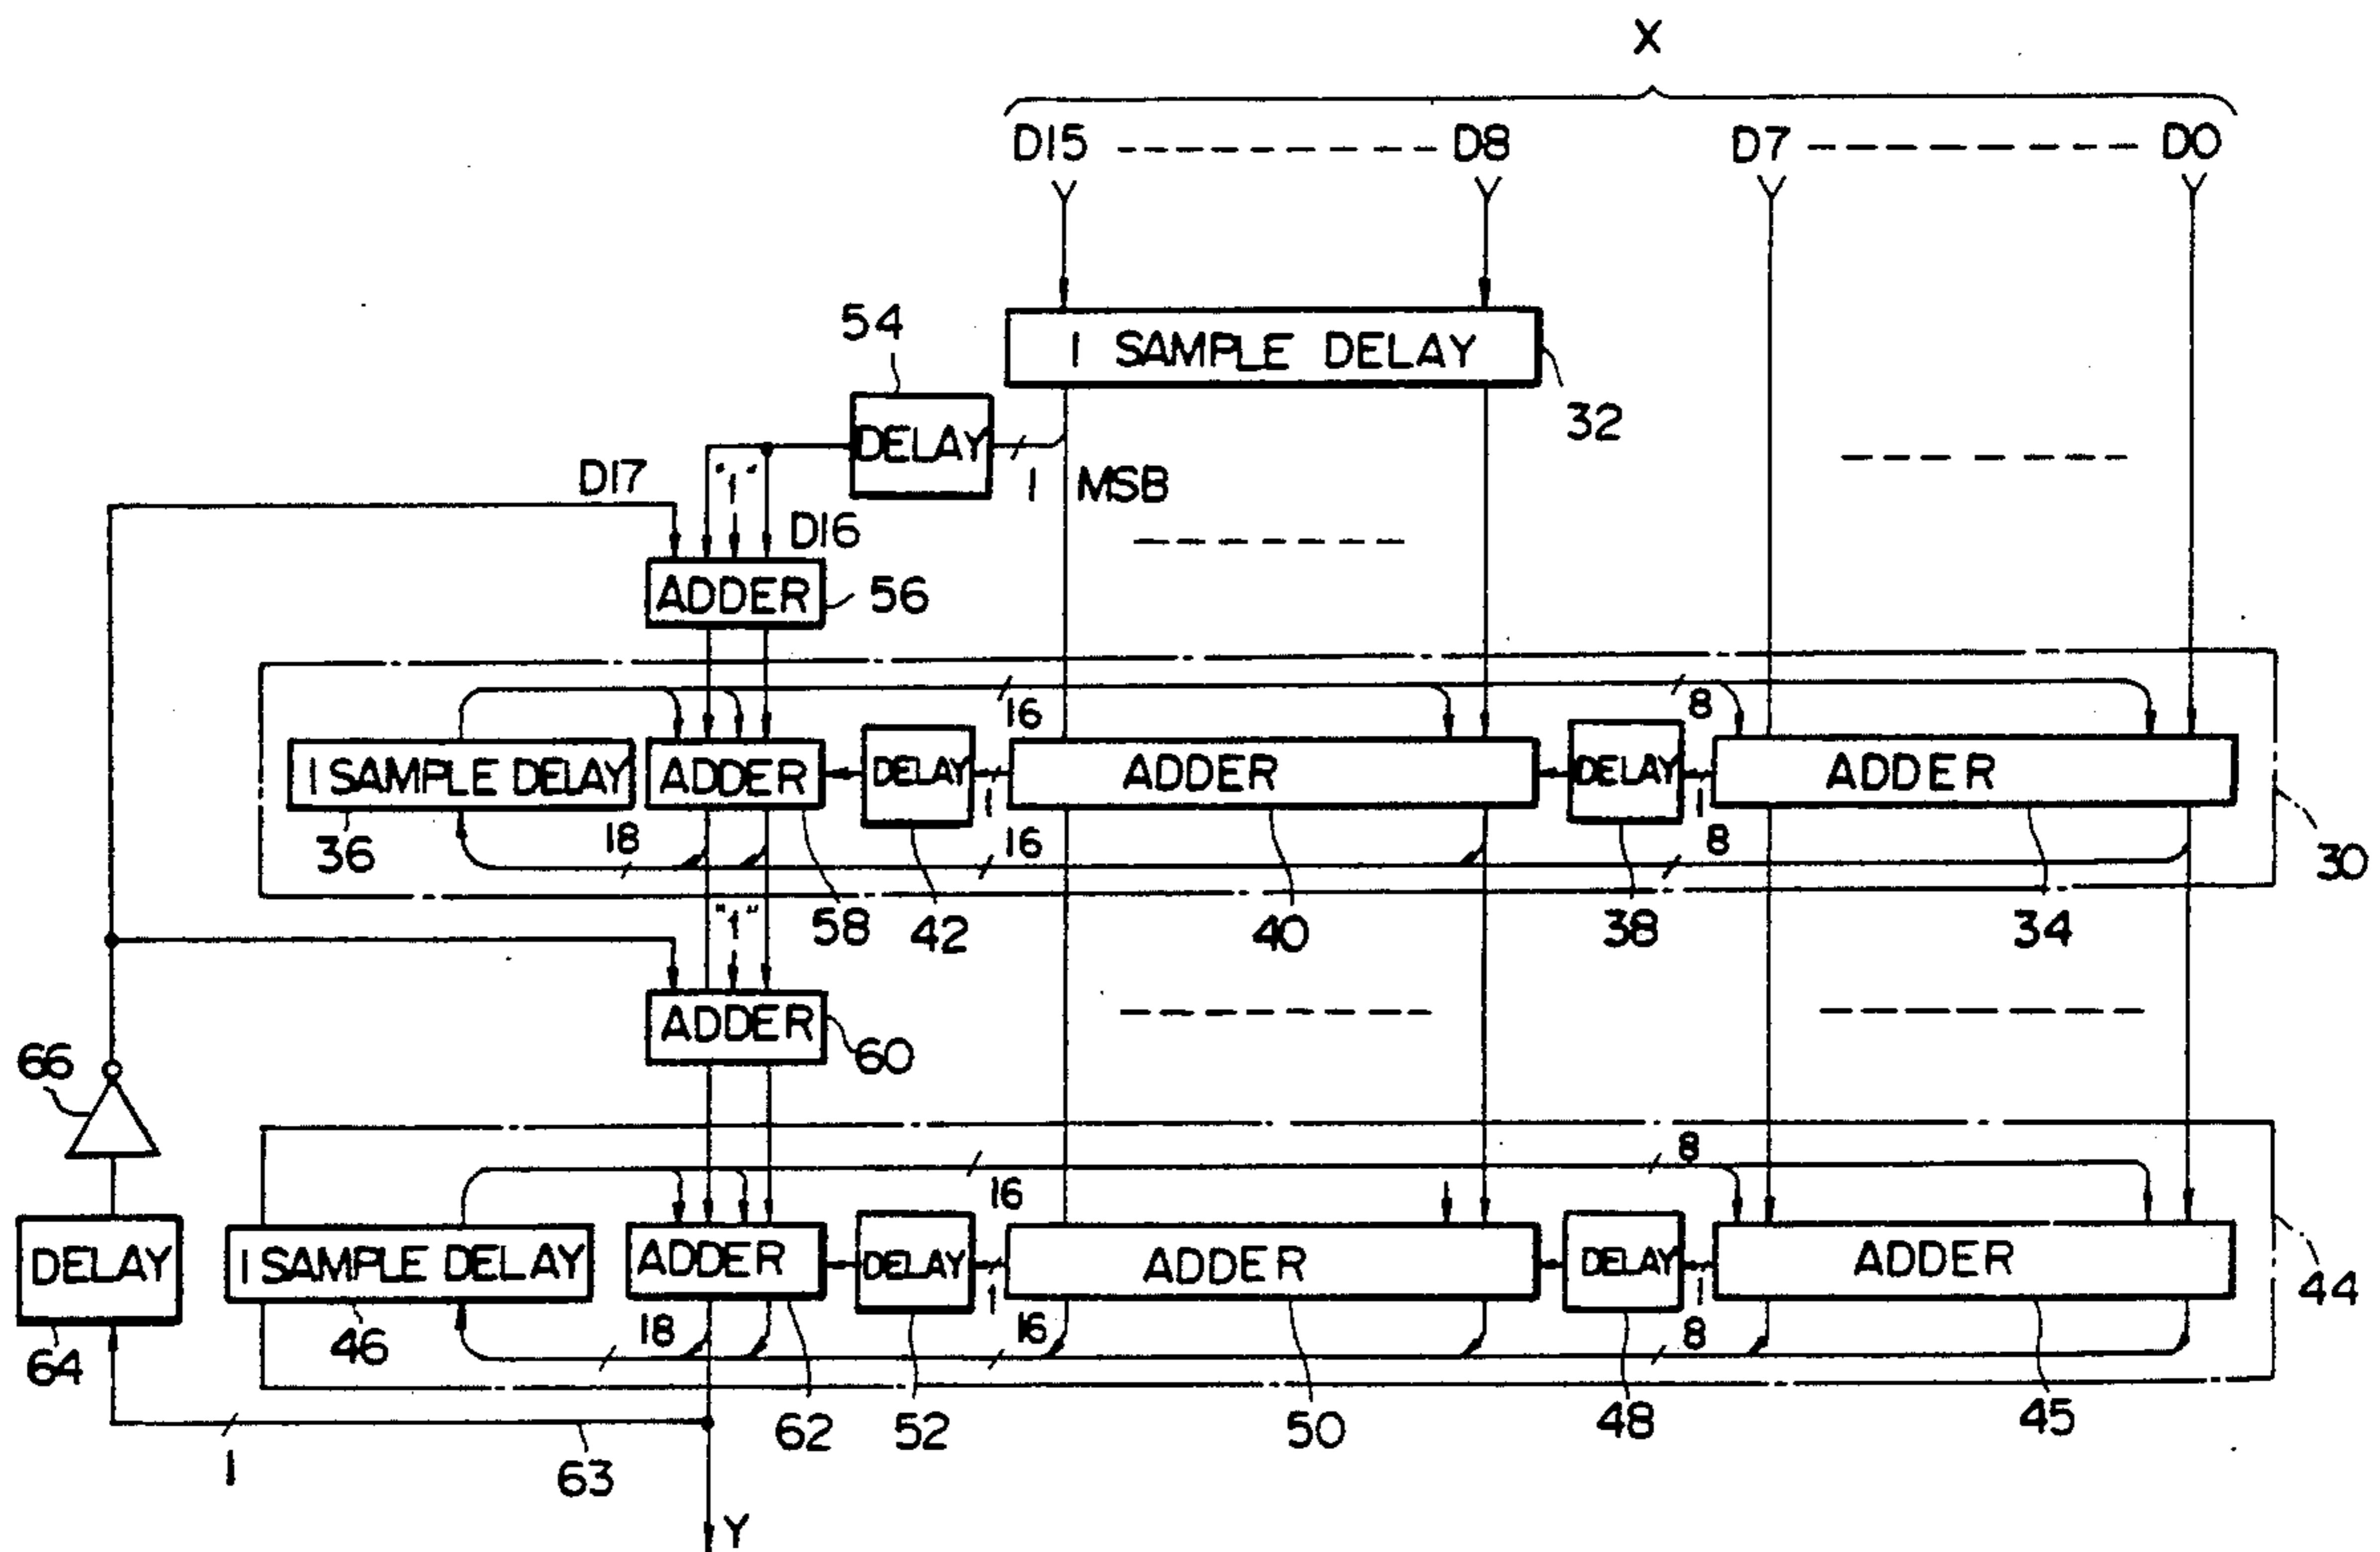 X
D15 D8 D7 D0
1 SAMPLE DELAY
32
54
DELAY
1 MSB
D17 "1" D16
ADDER
56
16 8
1 SAMPLE DELAY ADDER DELAY 1 ADDER DELAY 1 ADDER
36 18 16 8
58 42 40 38 34 30
"1"
ADDER
60
66
16 8
DELAY 1 SAMPLE DELAY ADDER DELAY 1 ADDER DELAY 1 ADDER
64 46 18 16 8
62 52 50 48 45 44
1 63
Y